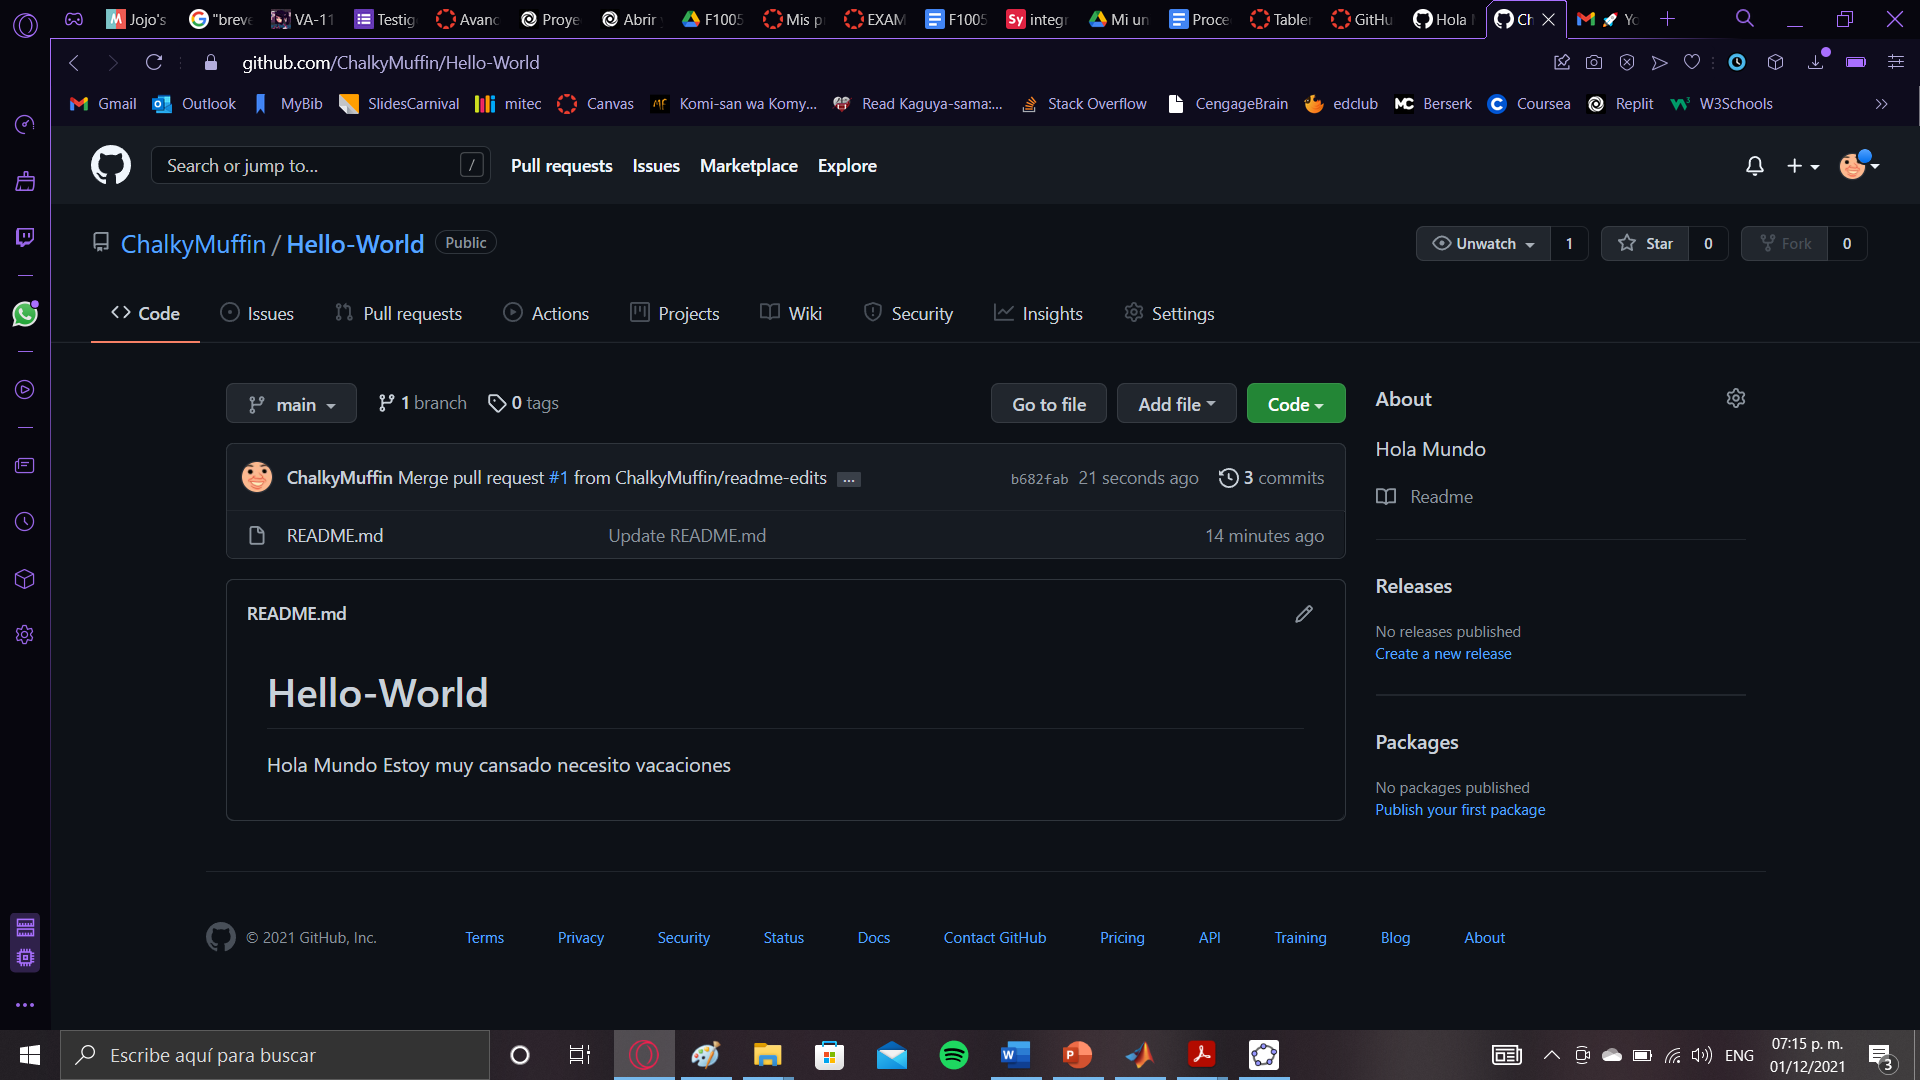 Jojo's "breve VA-11 Testig Avanc Proye Abrir F1005 Mis p EXAM F1005 integr Mi un Proce Tabler GitHu Hola Ch Yo
github.com/ChalkyMuffin/Hello-World
Gmail Outlook MyBib SlidesCarnival mitec Canvas Komi-san wa Komy... Read Kaguya-sama:... Stack Overflow CengageBrain edclub Berserk Coursea Replit W3Schools
Search or jump to... / Pull requests Issues Marketplace Explore
ChalkyMuffin / Hello-World Public Unwatch 1 Star 0 Fork 0
Code Issues Pull requests Actions Projects Wiki Security Insights Settings
main 1 branch 0 tags Go to file Add file Code
ChalkyMuffin Merge pull request #1 from ChalkyMuffin/readme-edits ... b682fab 21 seconds ago 3 commits
README.md Update README.md 14 minutes ago
README.md
Hello-World
Hola Mundo Estoy muy cansado necesito vacaciones
About
Hola Mundo
Readme
Releases
No releases published
Create a new release
Packages
No packages published
Publish your first package
© 2021 GitHub, Inc. Terms Privacy Security Status Docs Contact GitHub Pricing API Training Blog About
Escribe aquí para buscar
ENG
07:15 p. m.
01/12/2021
3